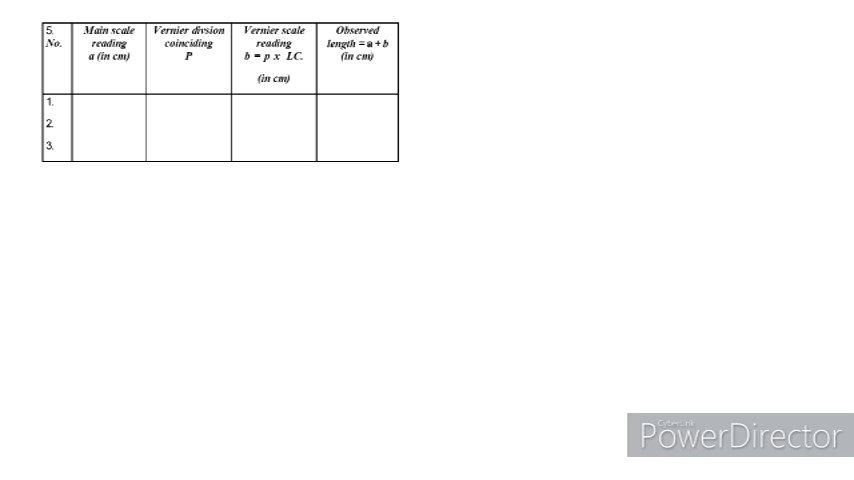 5.
No.
Main scale
reading
a (in cm)
Vernier divsion
coinciding
P
Vernier scale
reading
b = p x LC.
(in cm)
Observed
length = a + b
(in cm)
1.
2.
3.
CyberLink
PowerDirector